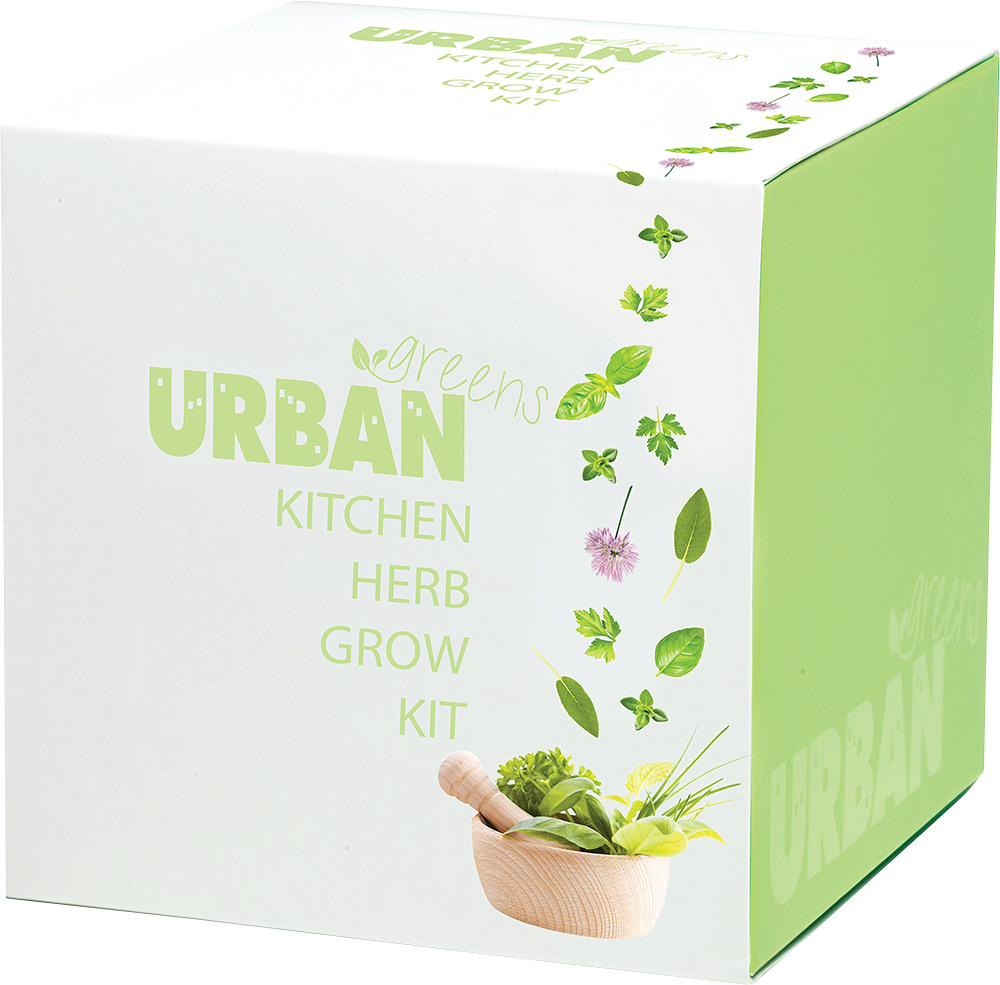 URBAN greens
KITCHEN
HERB
GROW
KIT
greens
URBAN
KITCHEN
HERB
GROW
KIT
greens
URBAN